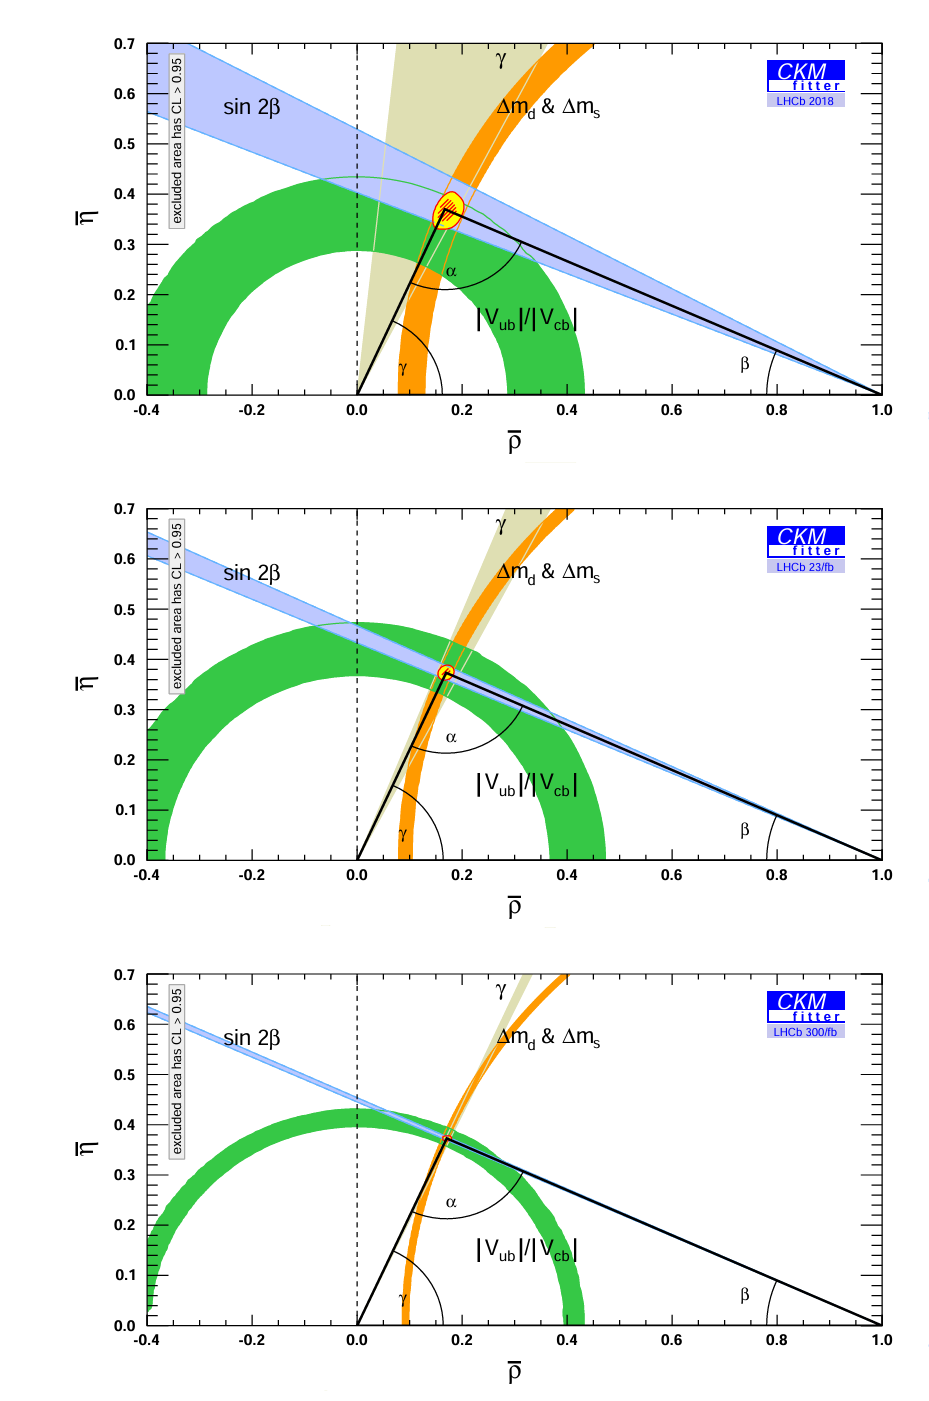 0.7
0.6
0.5
0.4
0.3
0.2
0.1
0.0
-0.4
-0.2
0.0
0.2
0.4
0.6
0.8
1.0
η̅
ρ̅
excluded area has CL > 0.95
sin 2β
γ
Δm_d & Δm_s
CKM
fitter
LHCb 2018
α
|V_ub|/|V_cb|
γ
β
0.7
0.6
0.5
0.4
0.3
0.2
0.1
0.0
-0.4
-0.2
0.0
0.2
0.4
0.6
0.8
1.0
η̅
ρ̅
excluded area has CL > 0.95
sin 2β
γ
Δm_d & Δm_s
CKM
fitter
LHCb 23/fb
α
|V_ub|/|V_cb|
γ
β
0.7
0.6
0.5
0.4
0.3
0.2
0.1
0.0
-0.4
-0.2
0.0
0.2
0.4
0.6
0.8
1.0
η̅
ρ̅
excluded area has CL > 0.95
sin 2β
γ
Δm_d & Δm_s
CKM
fitter
LHCb 300/fb
α
|V_ub|/|V_cb|
γ
β